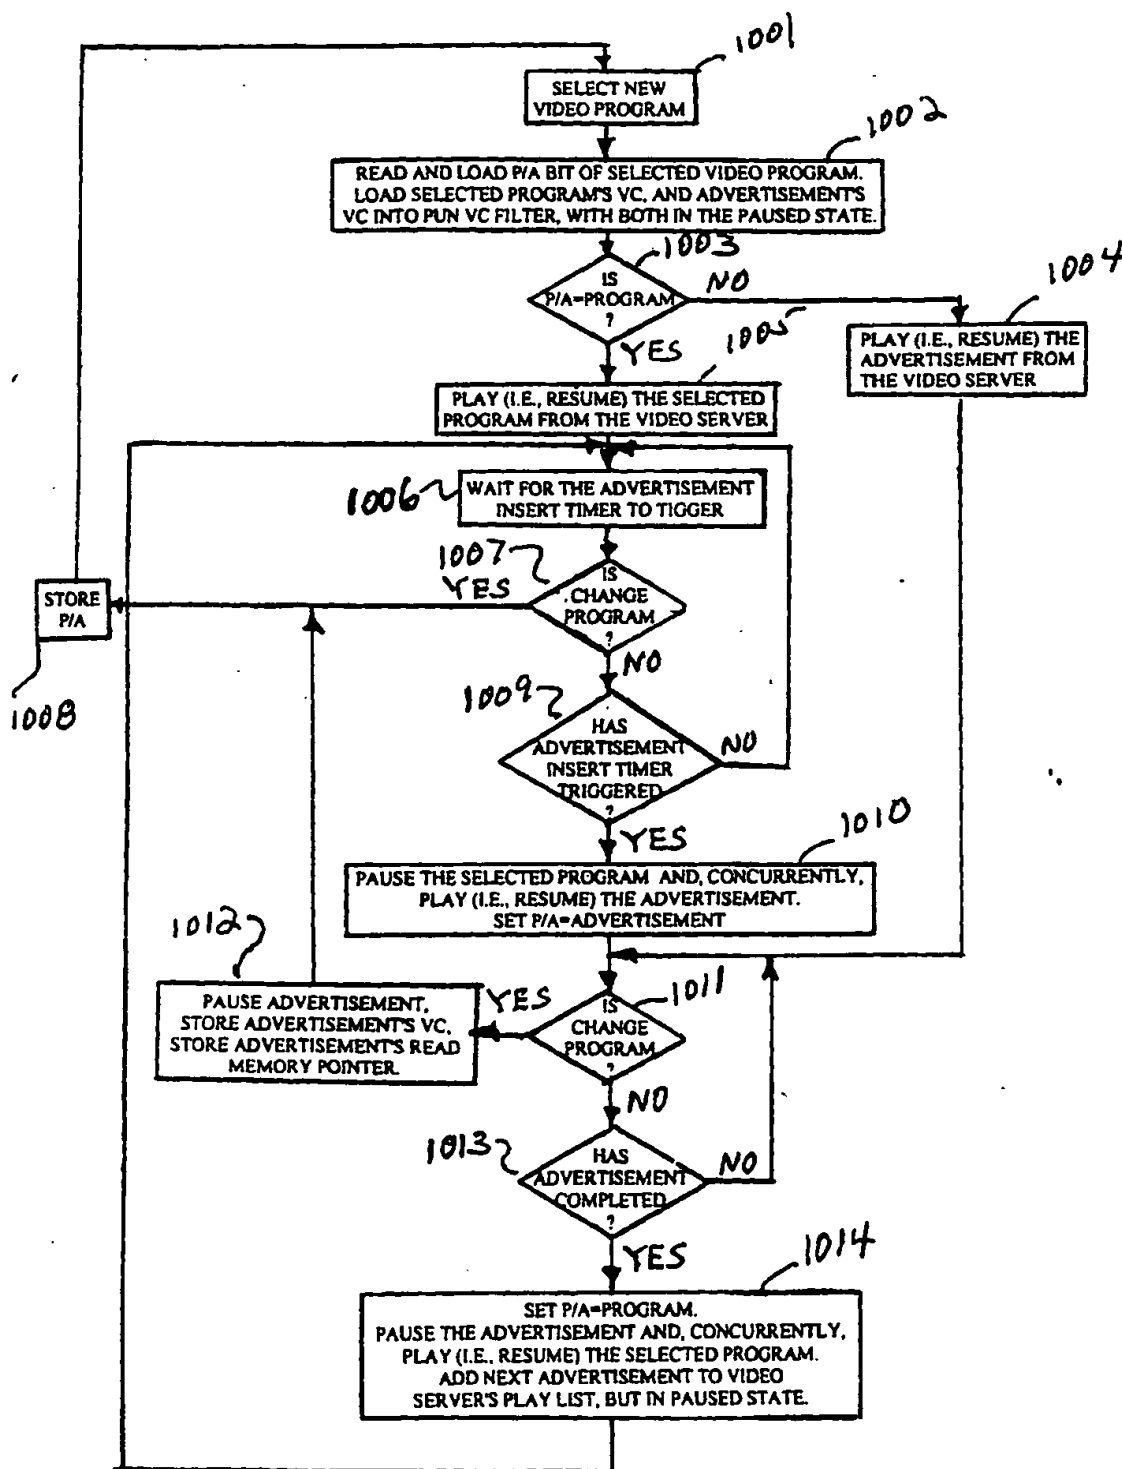 1001
SELECT NEW
VIDEO PROGRAM
1002
READ AND LOAD P/A BIT OF SELECTED VIDEO PROGRAM.
LOAD SELECTED PROGRAM'S VC, AND ADVERTISEMENT'S
VC INTO PUN VC FILTER, WITH BOTH IN THE PAUSED STATE.
1003
IS
P/A=PROGRAM
?
NO
1004
PLAY (I.E., RESUME) THE
ADVERTISEMENT FROM
THE VIDEO SERVER
YES
1005
PLAY (I.E., RESUME) THE SELECTED
PROGRAM FROM THE VIDEO SERVER
1006
WAIT FOR THE ADVERTISEMENT
INSERT TIMER TO TIGGER
1007
YES
IS
CHANGE
PROGRAM
?
STORE
P/A
1008
NO
1009
HAS
ADVERTISEMENT
INSERT TIMER
TRIGGERED
?
NO
YES
1010
PAUSE THE SELECTED PROGRAM AND, CONCURRENTLY,
PLAY (I.E., RESUME) THE ADVERTISEMENT.
SET P/A=ADVERTISEMENT
1011
IS
CHANGE
PROGRAM
?
YES
1012
PAUSE ADVERTISEMENT,
STORE ADVERTISEMENT'S VC,
STORE ADVERTISEMENT'S READ
MEMORY POINTER.
NO
1013
HAS
ADVERTISEMENT
COMPLETED
?
NO
YES
1014
SET P/A=PROGRAM.
PAUSE THE ADVERTISEMENT AND, CONCURRENTLY,
PLAY (I.E., RESUME) THE SELECTED PROGRAM.
ADD NEXT ADVERTISEMENT TO VIDEO
SERVER'S PLAY LIST, BUT IN PAUSED STATE.